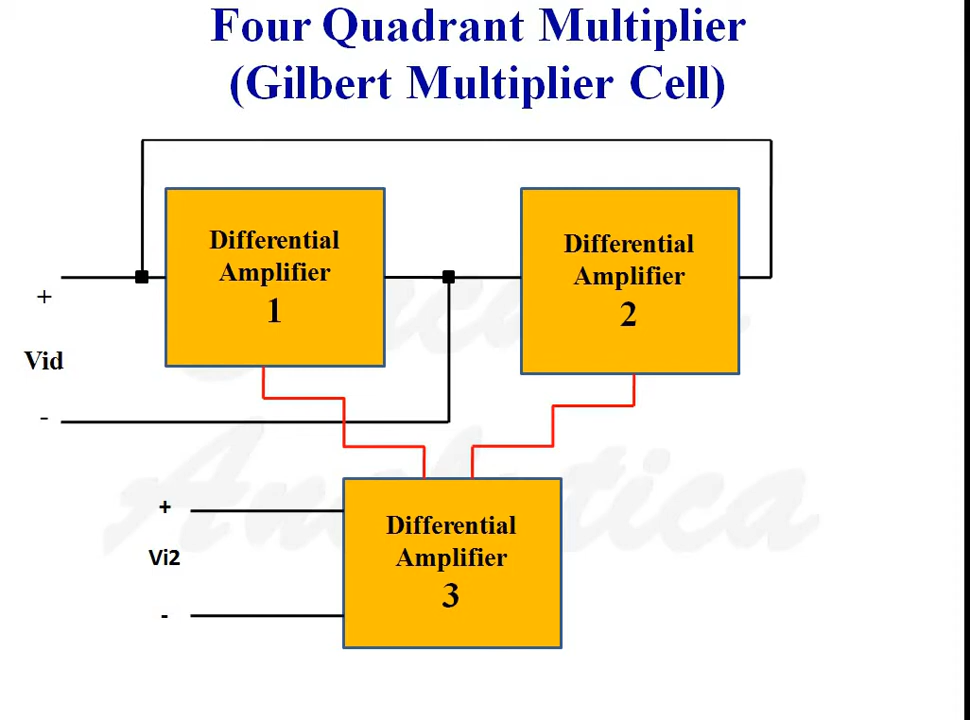 Four Quadrant Multiplier
(Gilbert Multiplier Cell)
Differential
Amplifier
1
Differential
Amplifier
2
+
Vid
-
Differential
Amplifier
3
+
Vi2
-